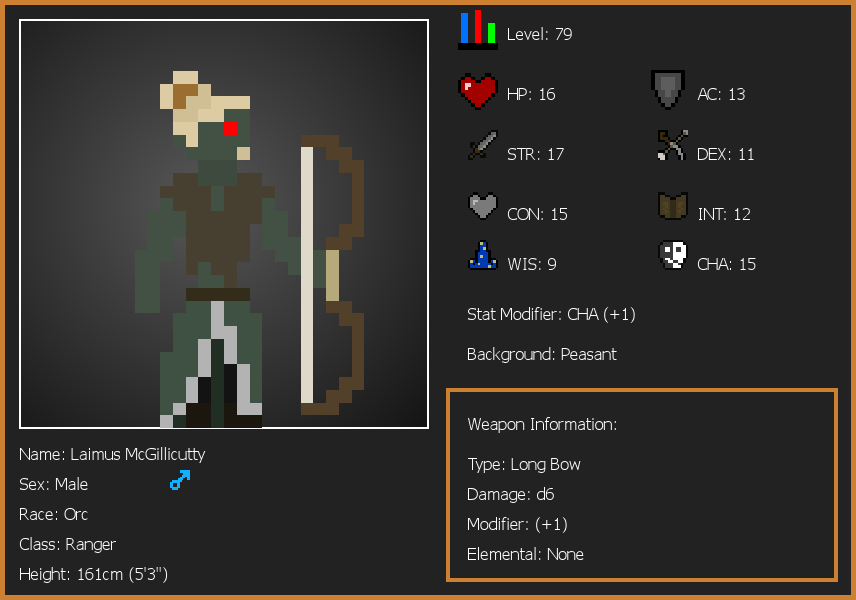 Level: 79
HP: 16
AC: 13
STR: 17
DEX: 11
CON: 15
INT: 12
WIS: 9
CHA: 15
Stat Modifier: CHA (+1)
Background: Peasant
Weapon Information:
Type: Long Bow
Damage: d6
Modifier: (+1)
Elemental: None
Name: Laimus McGillicutty
Sex: Male
Race: Orc
Class: Ranger
Height: 161cm (5'3")